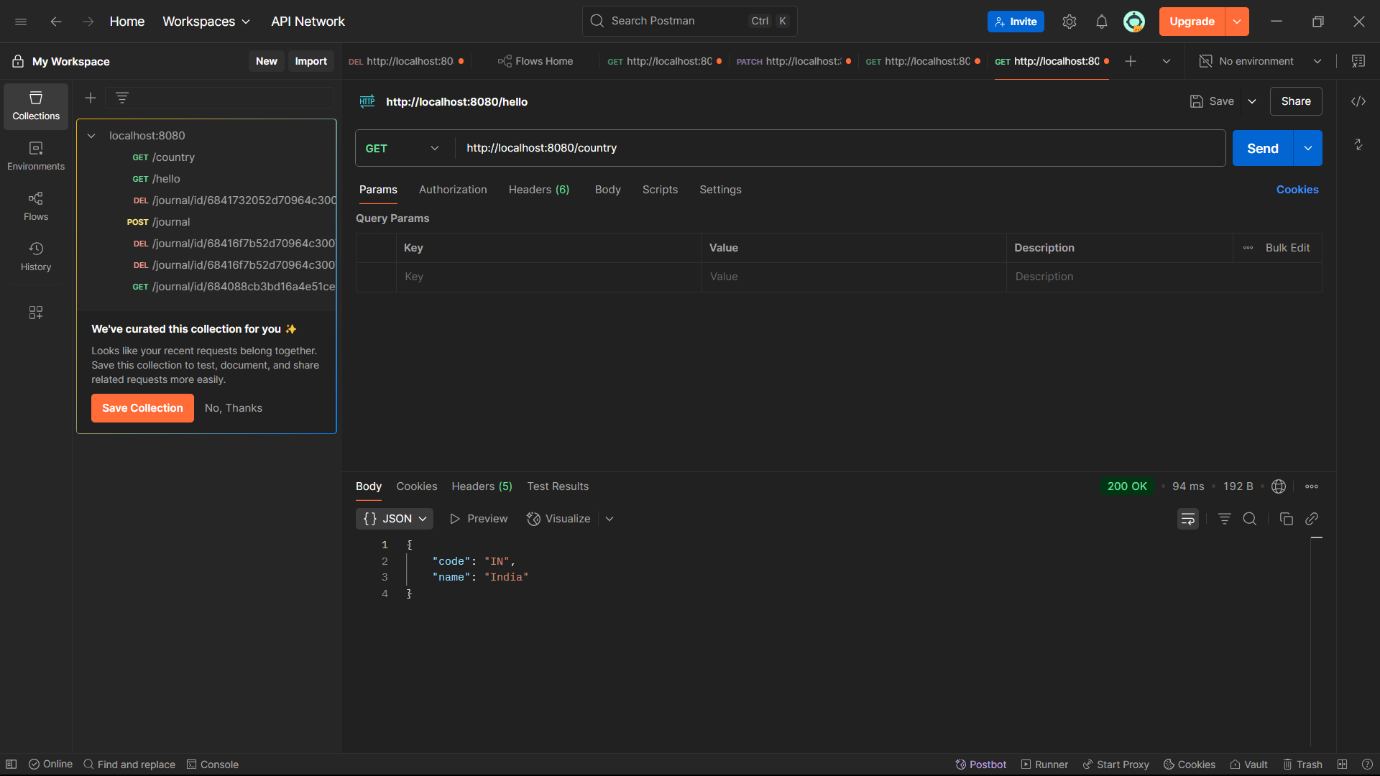 Home Workspaces API Network Search Postman Ctrl K Invite Upgrade
My Workspace New Import DEL http://localhost:80 Flows Home GET http://localhost:80 PATCH http://localhost: GET http://localhost:80 GET http://localhost:80 No environment
Collections
Environments
Flows
History
localhost:8080
GET /country
GET /hello
DEL /journal/id/6841732052d70964c300
POST /journal
DEL /journal/id/68416f7b52d70964c300
DEL /journal/id/68416f7b52d70964c300
GET /journal/id/684088cb3bd16a4e51ce
We've curated this collection for you ✨
Looks like your recent requests belong together.
Save this collection to test, document, and share
related requests more easily.
Save Collection No, Thanks
HTTP http://localhost:8080/hello Save Share
GET http://localhost:8080/country Send
Params Authorization Headers (6) Body Scripts Settings Cookies
Query Params
Key Value Description Bulk Edit
Key Value Description
Body Cookies Headers (5) Test Results 200 OK • 94 ms • 192 B
{} JSON Preview Visualize
1 {
2 "code": "IN",
3 "name": "India"
4 }
Online Find and replace Console Postbot Runner Start Proxy Cookies Vault Trash